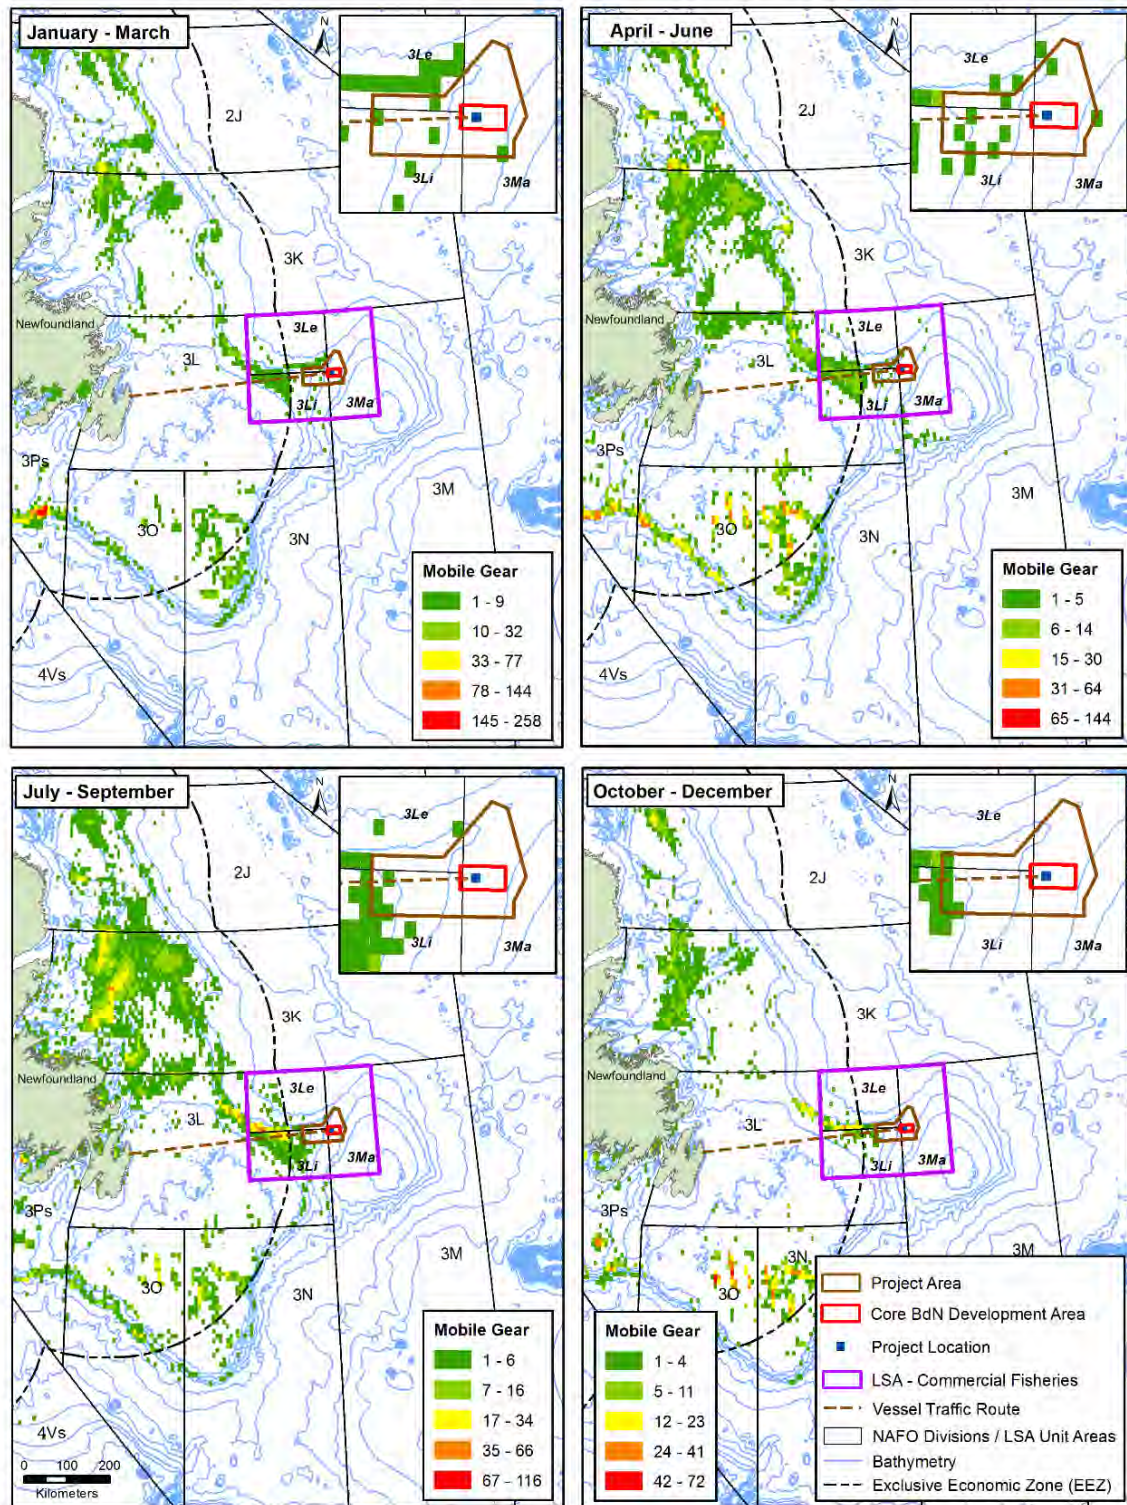 January - March
N
3Le
3Li
3Ma
2J
3K
Newfoundland
3Le
3L
3Li
3Ma
3Ps
3M
3O
3N
4Vs
Mobile Gear
1 - 9
10 - 32
33 - 77
78 - 144
145 - 258
April - June
N
3Le
3Li
3Ma
2J
3K
Newfoundland
3Le
3L
3Li
3Ma
3Ps
3M
3O
3N
4Vs
Mobile Gear
1 - 5
6 - 14
15 - 30
31 - 64
65 - 144
July - September
N
3Le
3Li
3Ma
2J
3K
Newfoundland
3Le
3L
3Li
3Ma
3Ps
3M
3O
3N
4Vs
0 100 200
Kilometers
Mobile Gear
1 - 6
7 - 16
17 - 34
35 - 66
67 - 116
October - December
N
3Le
3Li
3Ma
2J
3K
Newfoundland
3Le
3L
3Li
3Ma
3Ps
3N
3M
3O
Mobile Gear
1 - 4
5 - 11
12 - 23
24 - 41
42 - 72
Project Area
Core BdN Development Area
Project Location
LSA - Commercial Fisheries
Vessel Traffic Route
NAFO Divisions / LSA Unit Areas
Bathymetry
Exclusive Economic Zone (EEZ)